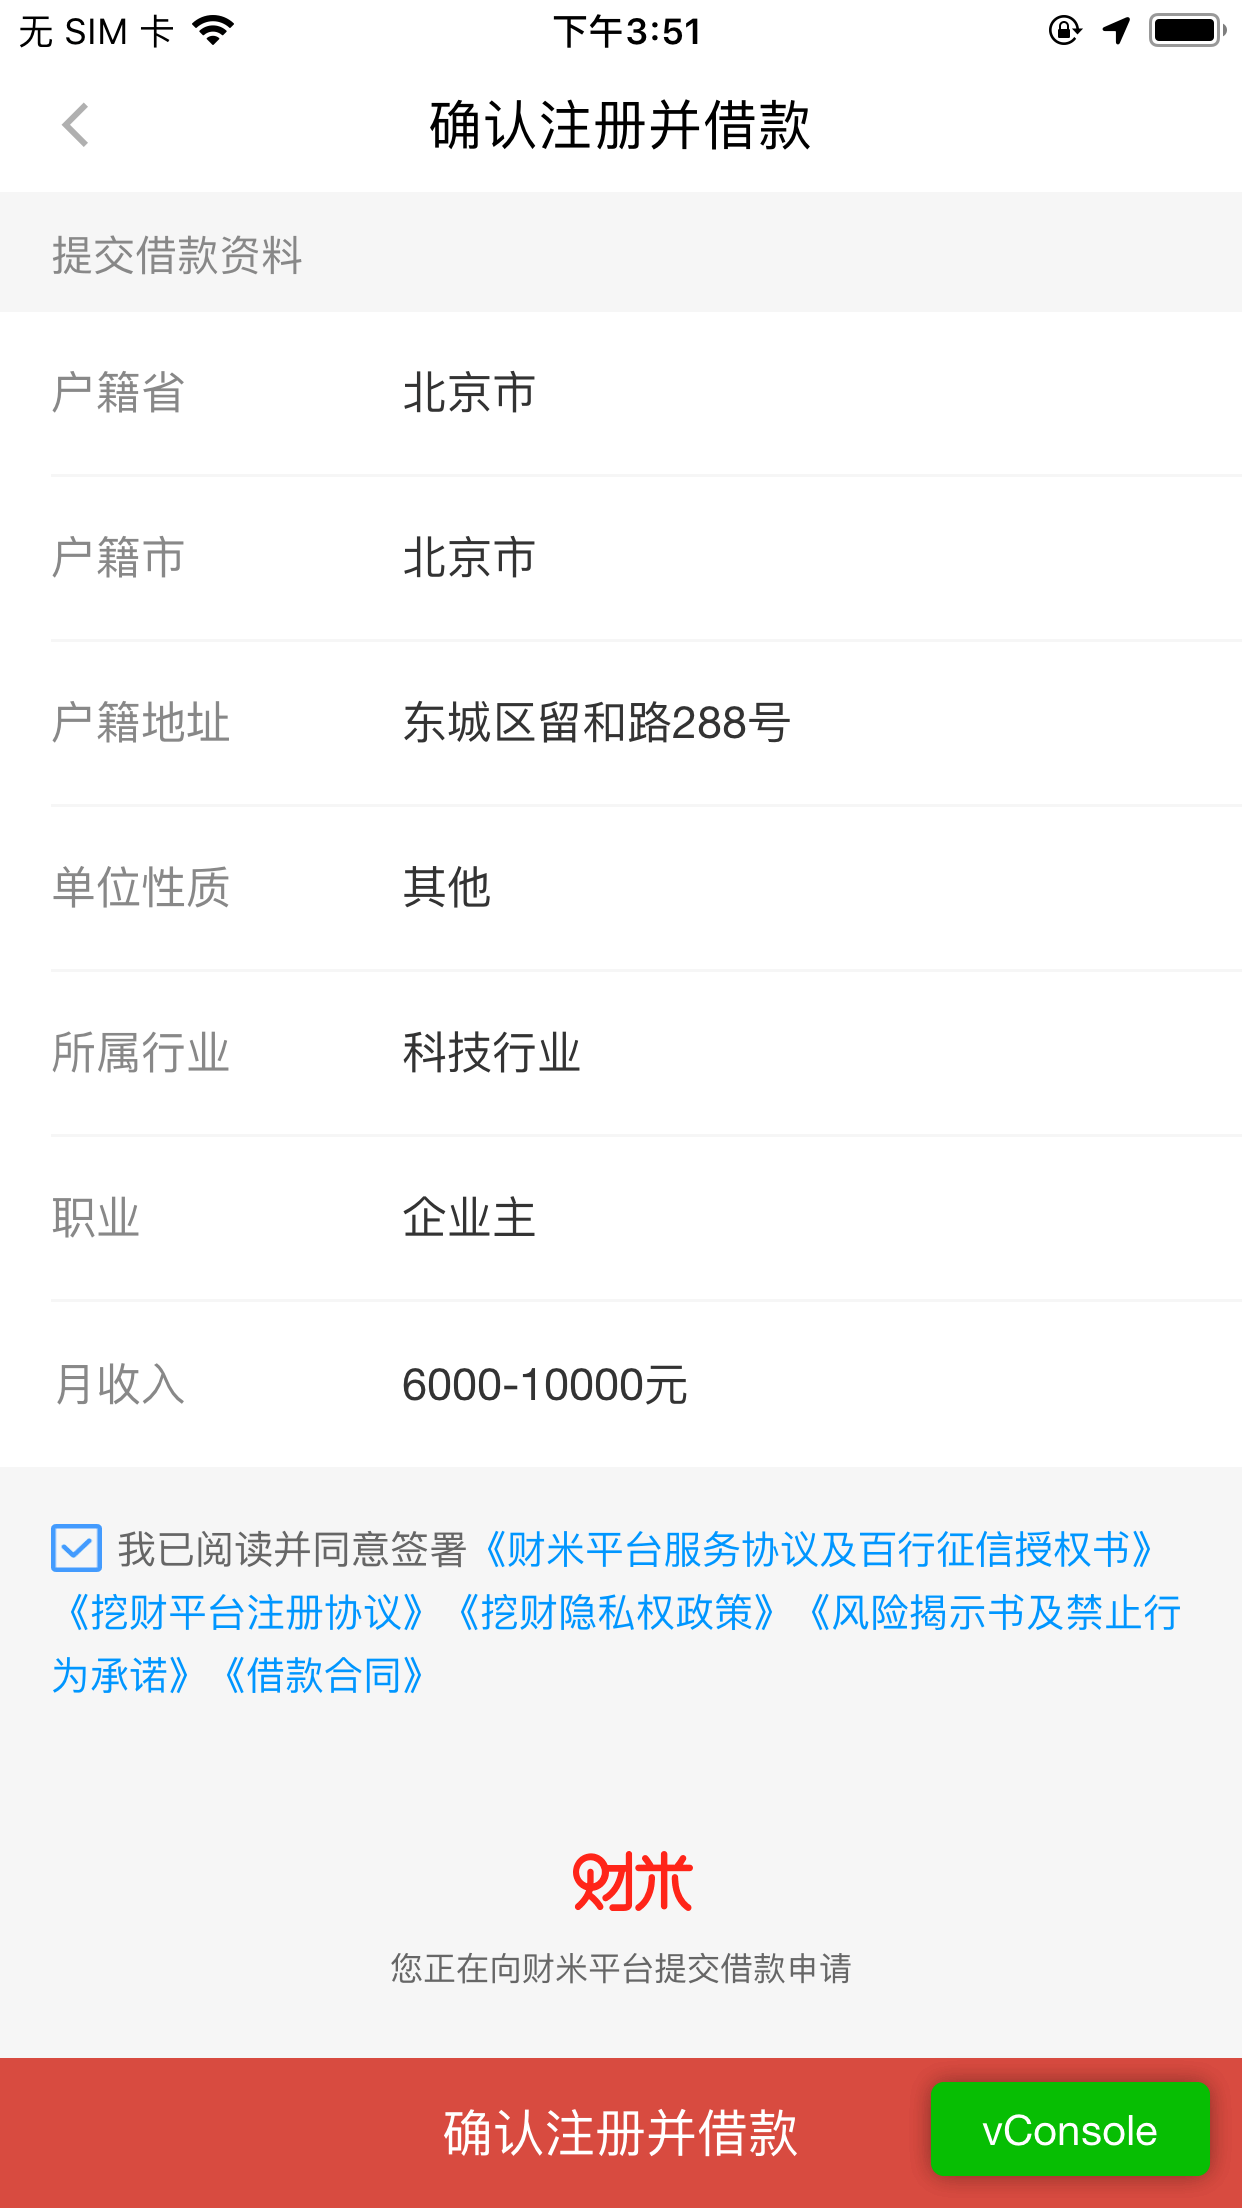 无 SIM 卡 下午3:51
确认注册并借款
提交借款资料
户籍省 北京市
户籍市 北京市
户籍地址 东城区留和路288号
单位性质 其他
所属行业 科技行业
职业 企业主
月收入 6000-10000元
我已阅读并同意签署《财米平台服务协议及百行征信授权书》
《挖财平台注册协议》《挖财隐私权政策》《风险揭示书及禁止行
为承诺》《借款合同》
财米
您正在向财米平台提交借款申请
确认注册并借款 vConsole